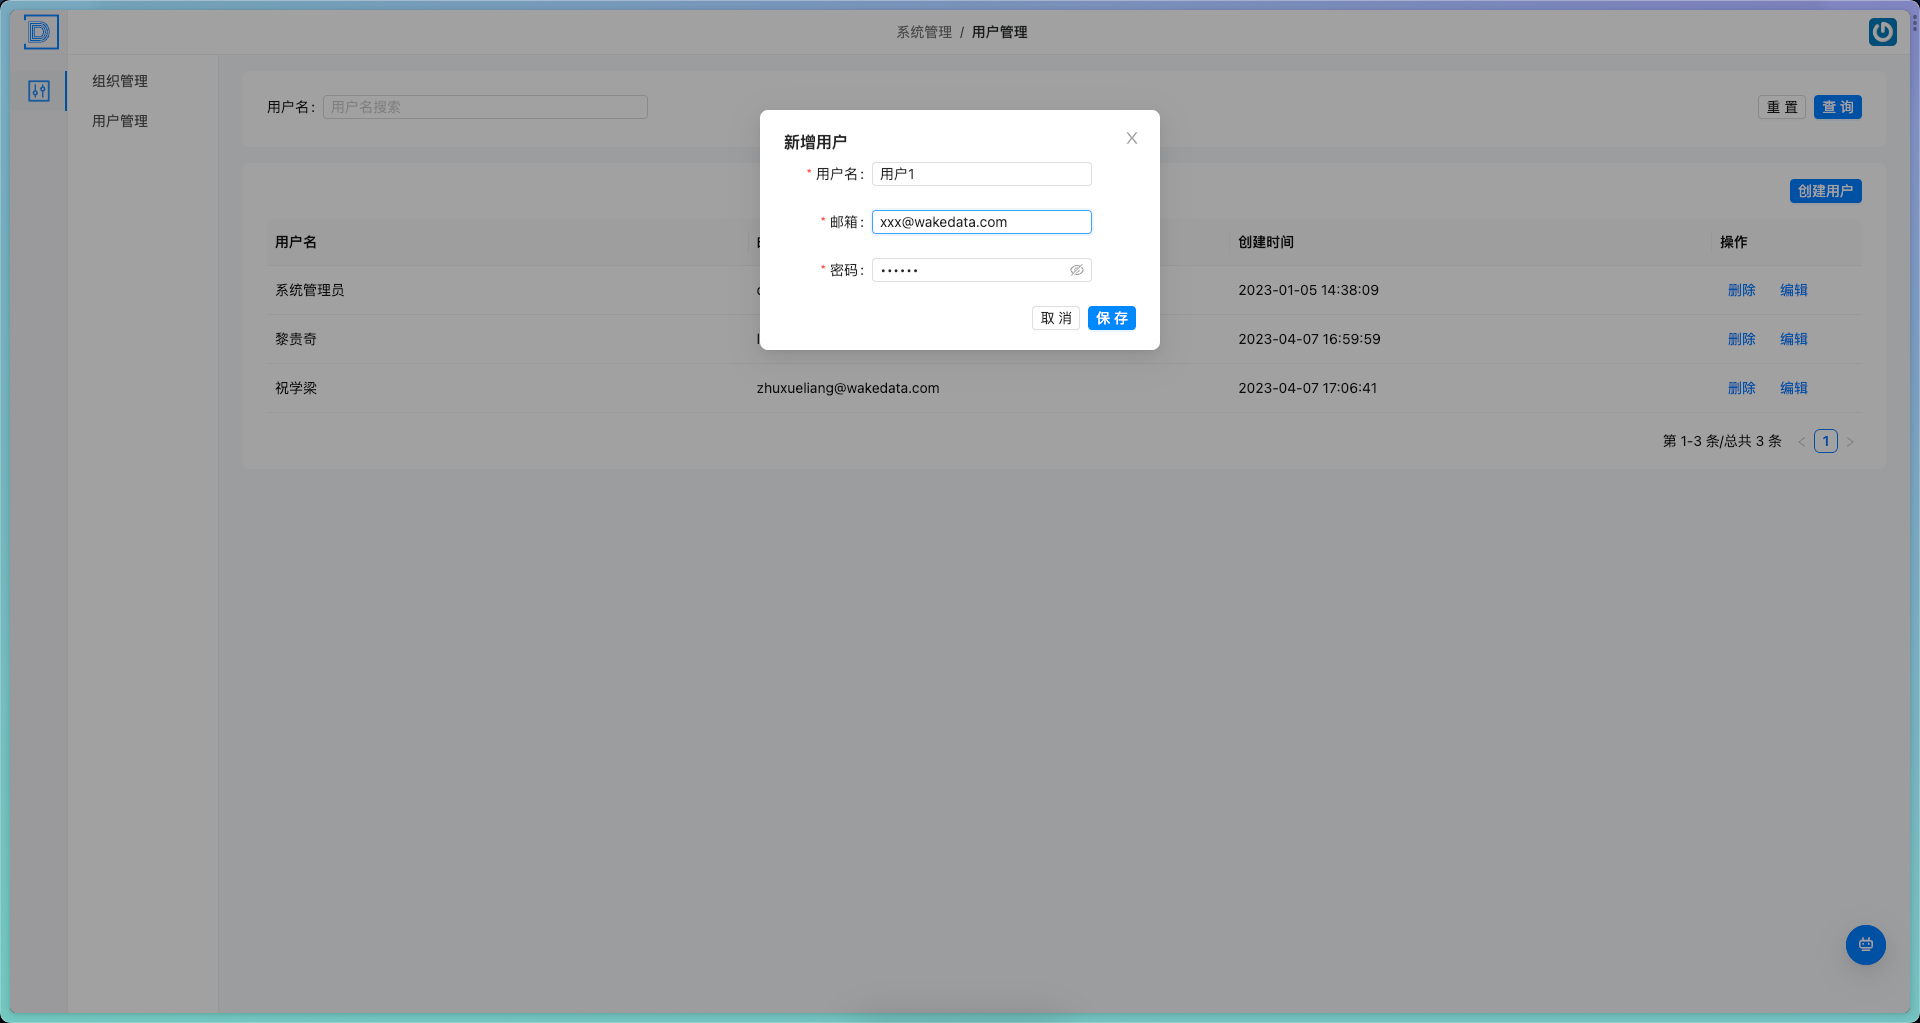 系统管理 / 用户管理
组织管理
用户管理
用户名:
用户名搜索
重 置
查 询
新增用户
* 用户名:
用户1
* 邮箱:
xxx@wakedata.com
* 密码:
••••••
取 消
保 存
创建用户
用户名
创建时间
操作
系统管理员
2023-01-05 14:38:09
删除
编辑
黎贵奇
2023-04-07 16:59:59
删除
编辑
祝学梁
zhuxueliang@wakedata.com
2023-04-07 17:06:41
删除
编辑
第 1-3 条/总共 3 条
< 1 >